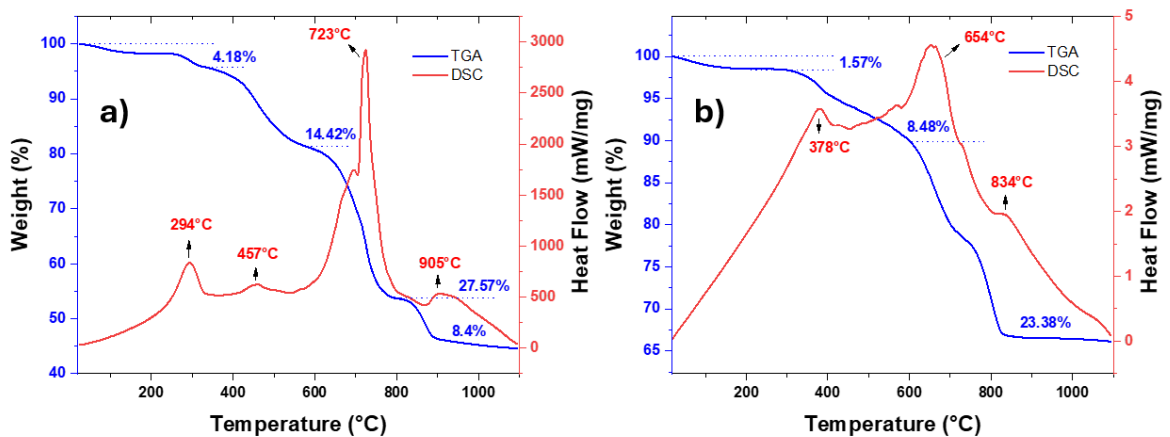 a)
TGA
DSC
4.18%
14.42%
27.57%
8.4%
294°C
457°C
723°C
905°C
Weight (%)
100
90
80
70
60
50
40
Heat Flow (mW/mg)
3000
2500
2000
1500
1000
500
0
200
400
600
800
1000
Temperature (°C)
b)
TGA
DSC
1.57%
8.48%
23.38%
378°C
654°C
834°C
Weight (%)
100
95
90
85
80
75
70
65
Heat Flow (mW/mg)
5
4
3
2
1
0
200
400
600
800
1000
Temperature (°C)